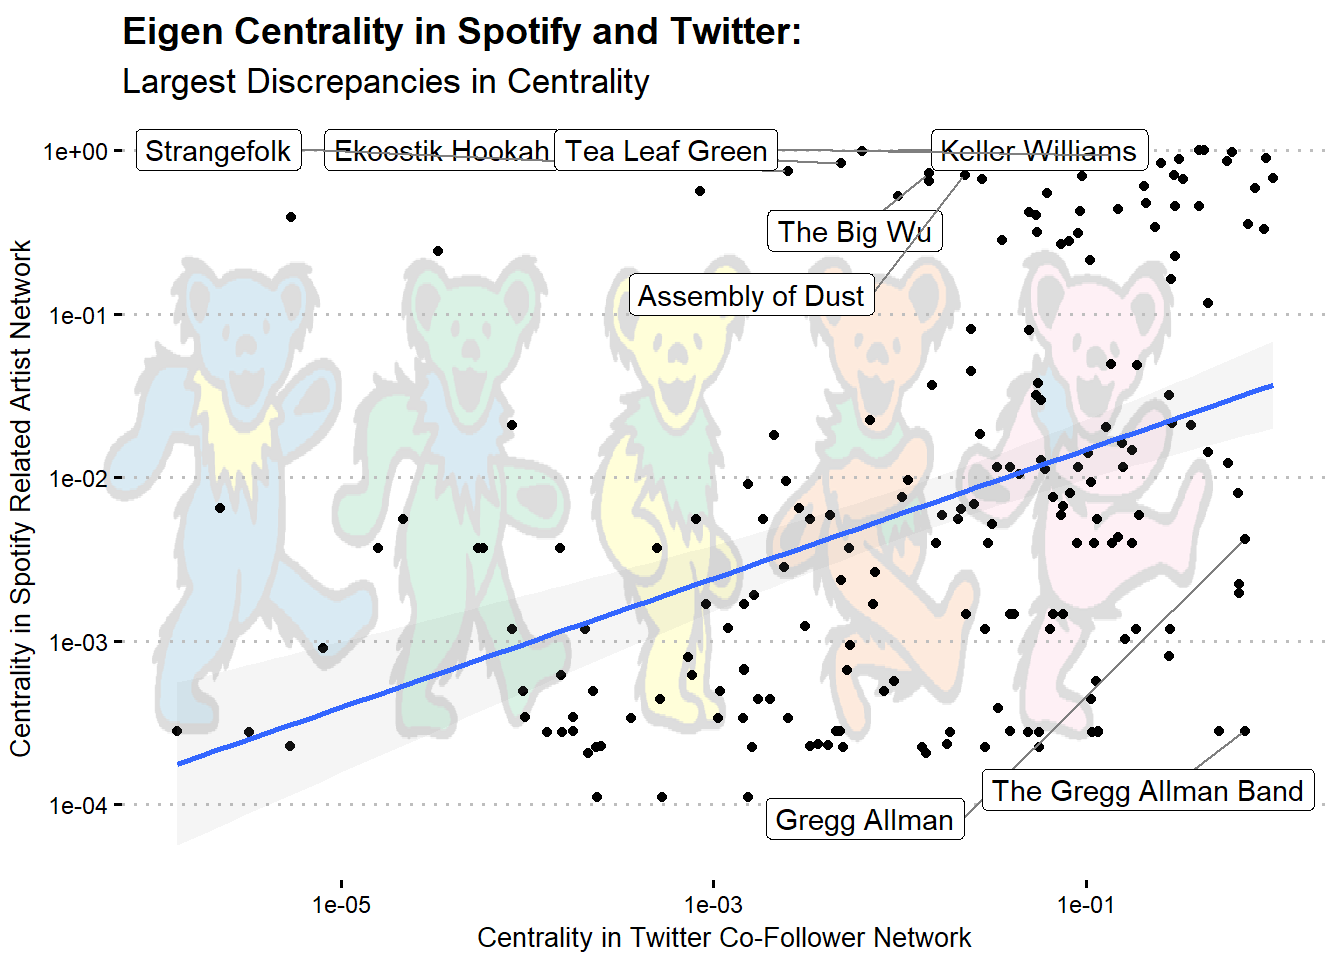 Eigen Centrality in Spotify and Twitter:
Largest Discrepancies in Centrality
Centrality in Spotify Related Artist Network
1e+00
1e-01
1e-02
1e-03
1e-04
Strangefolk
Ekoostik Hookah
Tea Leaf Green
Keller Williams
The Big Wu
Assembly of Dust
The Gregg Allman Band
Gregg Allman
1e-05
1e-03
1e-01
Centrality in Twitter Co-Follower Network